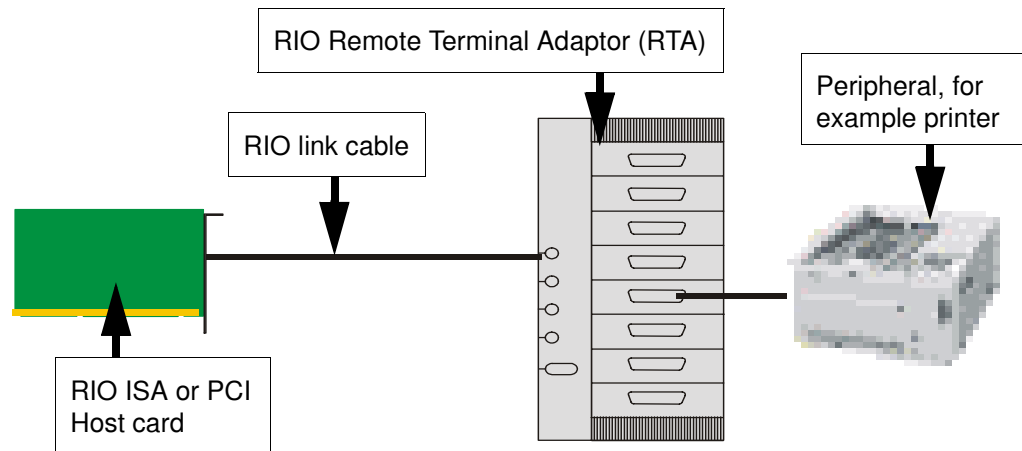 RIO Remote Terminal Adaptor (RTA)
Peripheral, for
example printer
RIO link cable
RIO ISA or PCI
Host card